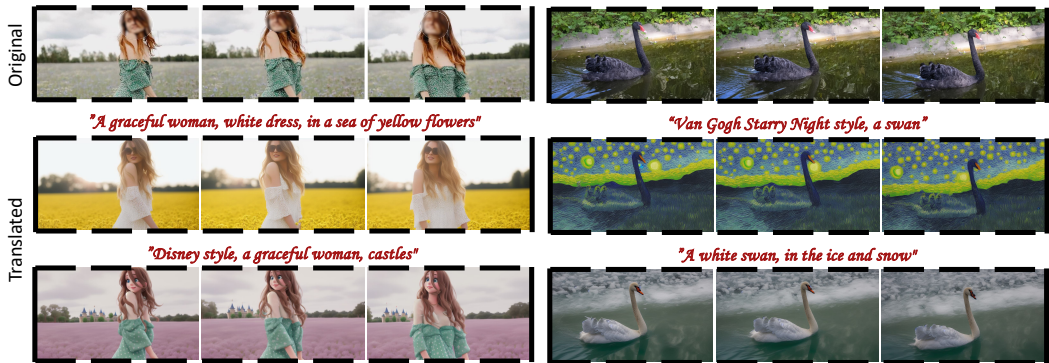 Original
”A graceful woman, white dress, in a sea of yellow flowers"
“Van Gogh Starry Night style, a swan”
Translated
”Disney style, a graceful woman, castles"
”A white swan, in the ice and snow"